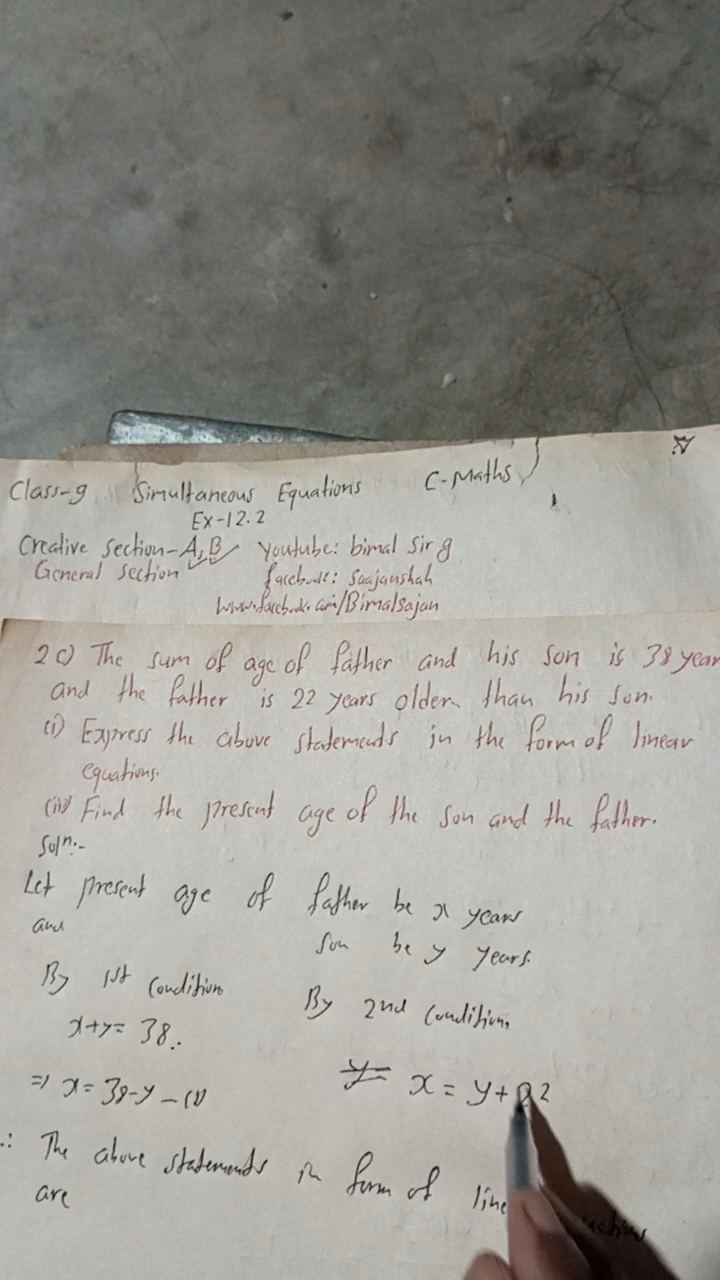 Class-9 Simultaneous Equations C-Maths
Ex-12.2
Creative section-A,B youtube: bimal sir g
General section facebook: Saajanshah
www.facebook.com/Bimalsajan
2 c) The sum of age of father and his son is 38 year
and the father is 22 years older than his son.
(i) Express the above statements in the form of linear
equations.
(ii) Find the present age of the son and the father.
Soln:-
Let present age of father be x years
and son be y years.
By 1st Condition By 2nd Condition,
x+y= 38.
=> x= 38-y -(i) y= x = y+22
∴ The above statements in form of
are